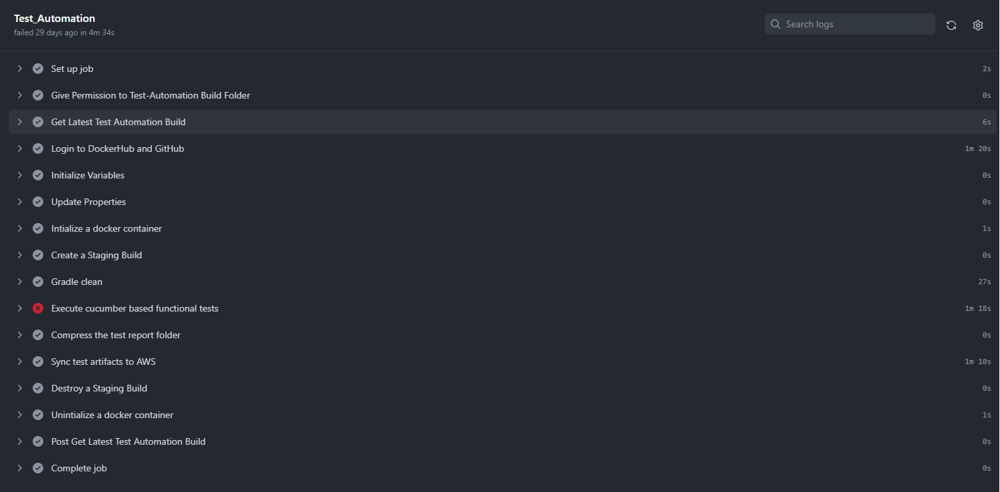 Test_Automation
failed 29 days ago in 4m 34s
Search logs
Set up job 2s
Give Permission to Test-Automation Build Folder 0s
Get Latest Test Automation Build 6s
Login to DockerHub and GitHub 1m 20s
Initialize Variables 0s
Update Properties 0s
Intialize a docker container 1s
Create a Staging Build 0s
Gradle clean 27s
Execute cucumber based functional tests 1m 18s
Compress the test report folder 0s
Sync test artifacts to AWS 1m 10s
Destroy a Staging Build 0s
Unintialize a docker container 1s
Post Get Latest Test Automation Build 0s
Complete job 0s